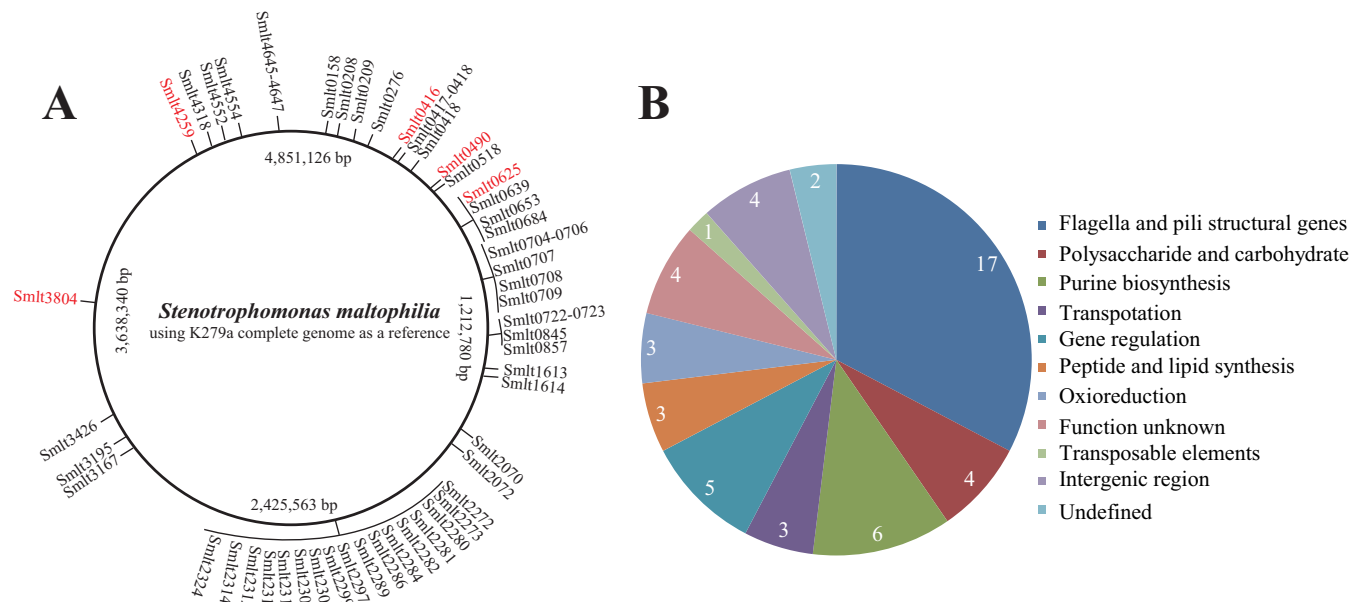 A
Smlt4259
Smlt4318
Smlt4552
Smlt4554
Smlt4645-4647
Smlt0158
Smlt0208
Smlt0209
Smlt0276
Smlt0416
Smlt0417-0418
Smlt0418
Smlt0490
Smlt0518
Smlt0625
Smlt0639
Smlt0653
Smlt0684
Smlt0704-0706
Smlt0707
Smlt0708
Smlt0709
Smlt0722-0723
Smlt0845
Smlt0857
Smlt1613
Smlt1614
Smlt2070
Smlt2072
Smlt2272
Smlt2273
Smlt2280
Smlt2281
Smlt2282
Smlt2284
Smlt2286
Smlt2289
Smlt2297
Smlt2314
Smlt2324
Smlt3167
Smlt3195
Smlt3426
Smlt3804
4,851,126 bp
1,212,780 bp
2,425,563 bp
3,638,340 bp
Stenotrophomonas maltophilia
using K279a complete genome as a reference
B
17
4
6
3
5
3
3
4
1
4
2
Flagella and pili structural genes
Polysaccharide and carbohydrate
Purine biosynthesis
Transpotation
Gene regulation
Peptide and lipid synthesis
Oxioreduction
Function unknown
Transposable elements
Intergenic region
Undefined